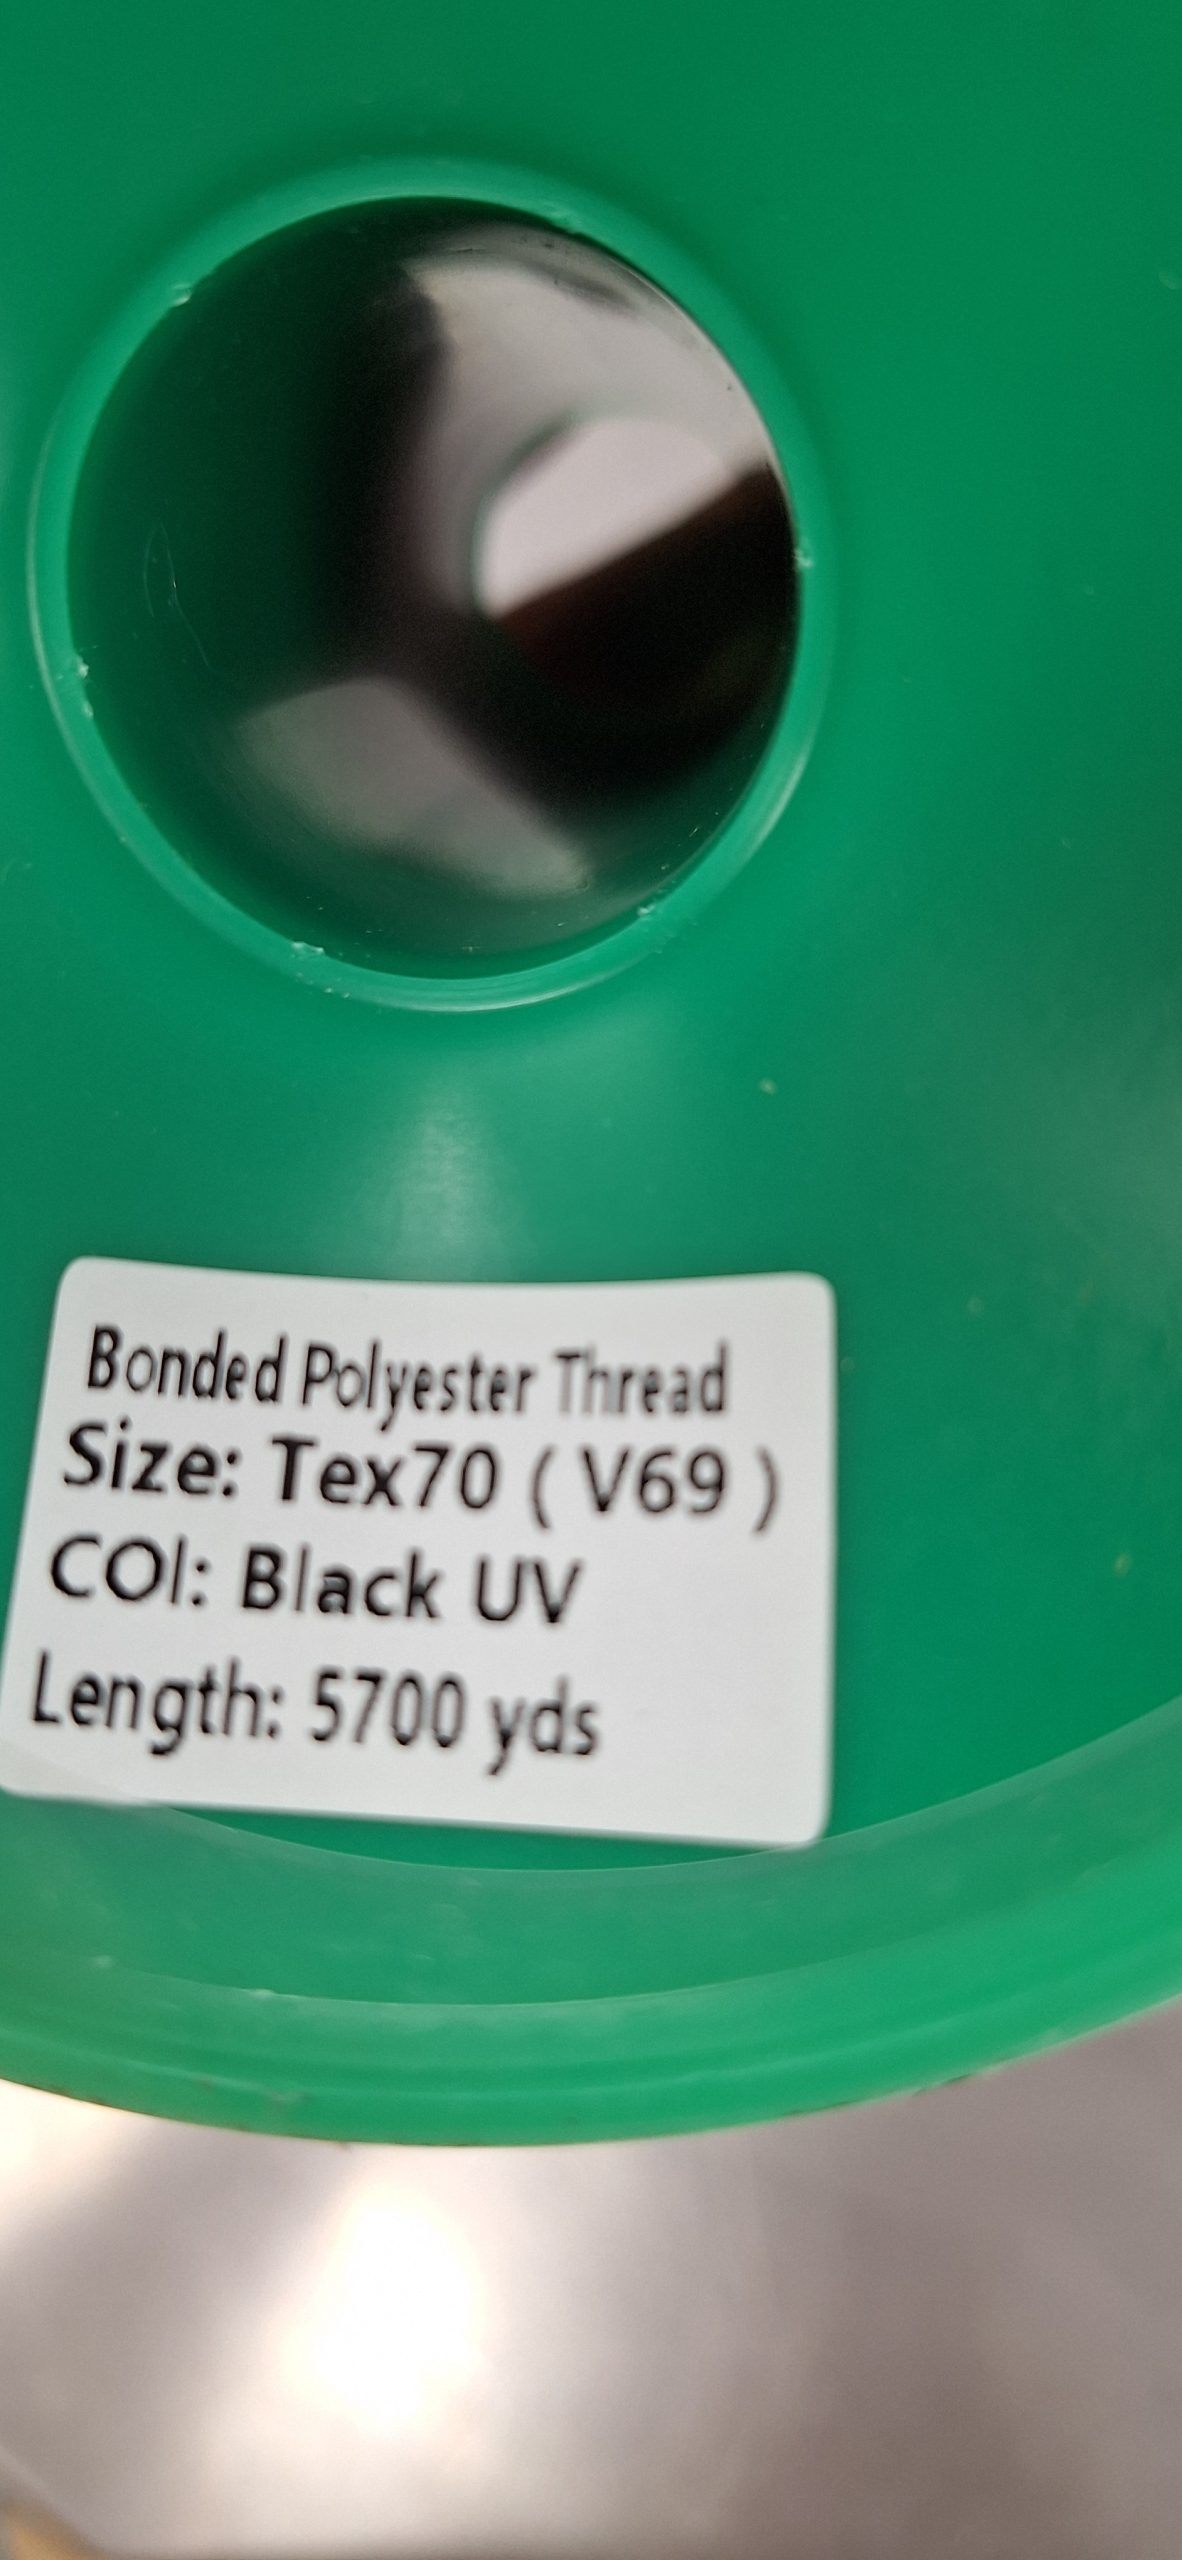 Bonded Polyester Thread
Size: Tex70 ( V69 )
COl: Black UV
Length: 5700 yds